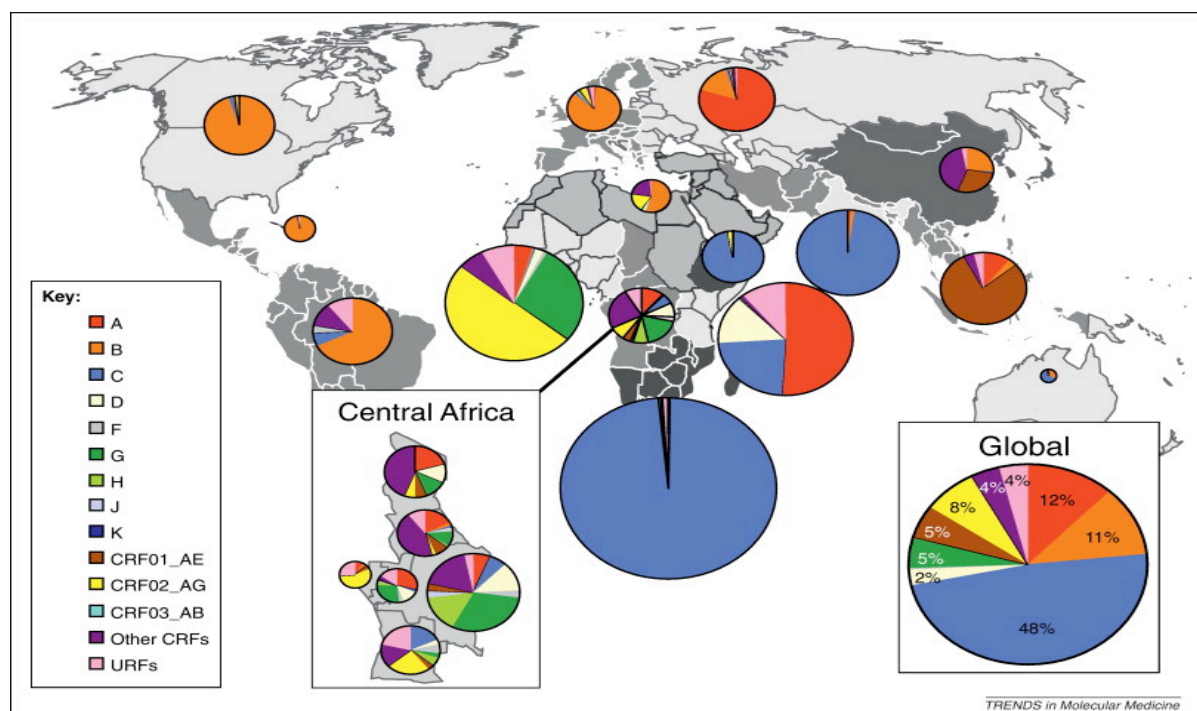 Key:
A
B
C
D
F
G
H
J
K
CRF01_AE
CRF02_AG
CRF03_AB
Other CRFs
URFs
Central Africa
Global
4%
4%
12%
8%
11%
5%
5%
2%
48%
TRENDS in Molecular Medicine